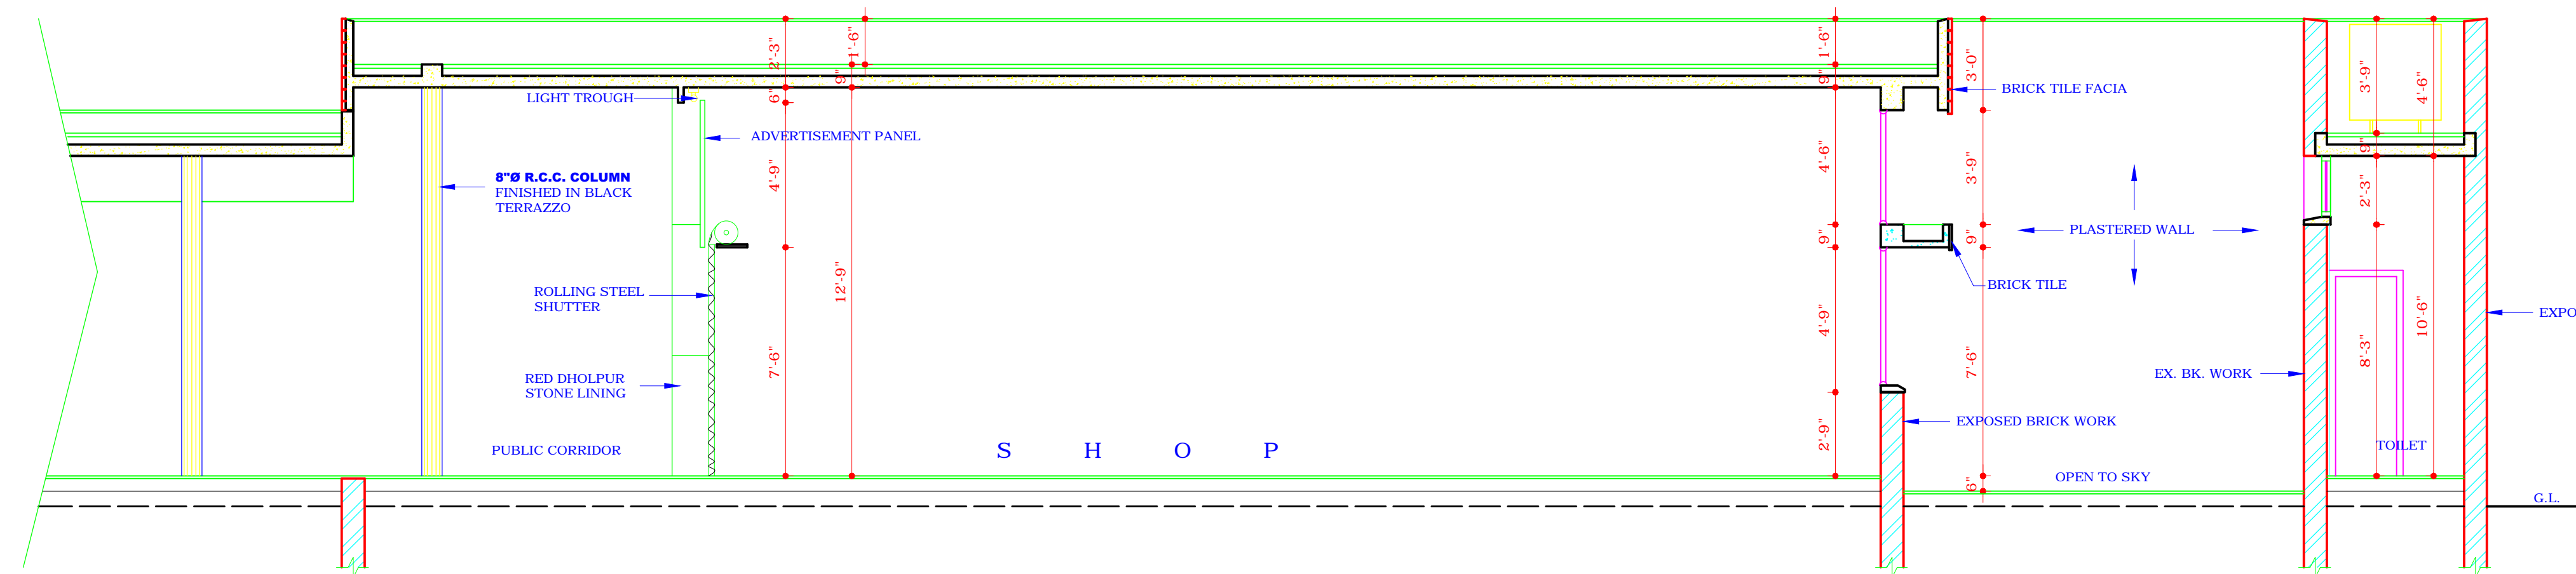 LIGHT TROUGH
ADVERTISEMENT PANEL
8"Ø R.C.C. COLUMN
FINISHED IN BLACK
TERRAZZO
ROLLING STEEL
SHUTTER
RED DHOLPUR
STONE LINING
PUBLIC CORRIDOR
2'-3"
6"
4'-9"
7'-6"
1'-6"
9"
12'-9"
S H O P
1'-6"
9"
4'-6"
9"
4'-9"
2'-9"
3'-0"
3'-9"
9"
7'-6"
6"
BRICK TILE FACIA
PLASTERED WALL
BRICK TILE
EX. BK. WORK
EXPOSED BRICK WORK
OPEN TO SKY
3'-9"
9"
2'-3"
8'-3"
4'-6"
10'-6"
TOILET
EXPO
G.L.